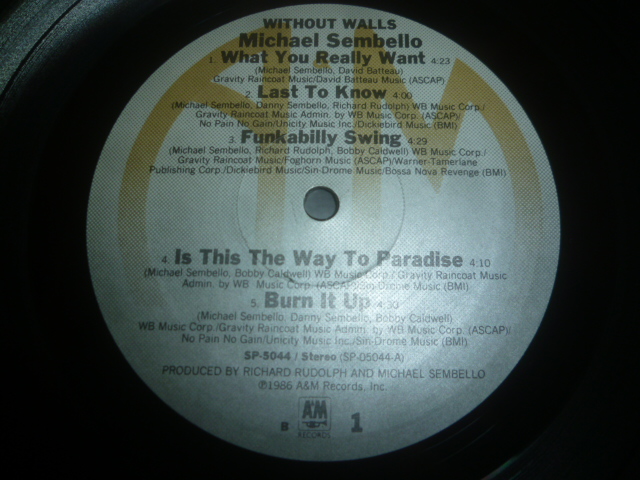 WITHOUT WALLS
Michael Sembello
1. What You Really Want 4:23
(Michael Sembello, David Batteau)
Gravity Raincoat Music/David Batteau Music (ASCAP)
2. Last To Know 4:00
(Michael Sembello, Danny Sembello, Richard Rudolph) WB Music Corp./
Gravity Raincoat Admin. by WB Music Corp. (ASCAP)/
No Pain No Gain/Unicity Music Inc./Dickiebird Music (BMI)
3. Funkabilly Swing 4:29
(Michael Sembello, Richard Rudolph, Bobby Caldwell) WB Music Corp./
Gravity Raincoat Music/Foghorn Music (ASCAP)/Warner-Tamerlane
Publishing Corp./Dickiebird Music/Sin-Drome Music/Bossa Nova Revenge (BMI)
4. Is This The Way To Paradise 4:10
(Michael Sembello, Bobby Caldwell) WB Music Corp./ Gravity Raincoat Music
Admin. by WB Music Corp. (ASCAP)/Sin-Drome Music (BMI)
5. Burn It Up 4:30
(Michael Sembello, Danny Sembello, Bobby Caldwell)
WB Music Corp./Gravity Raincoat Music Admin. by WB Music Corp. (ASCAP)/
No Pain No Gain/Unicity Music Inc./Sin-Drome Music (BMI)
SP-5044 / Stereo (SP-05044-A)
PRODUCED BY RICHARD RUDOLPH AND MICHAEL SEMBELLO
℗1986 A&M Records, Inc.
B A&M RECORDS 1